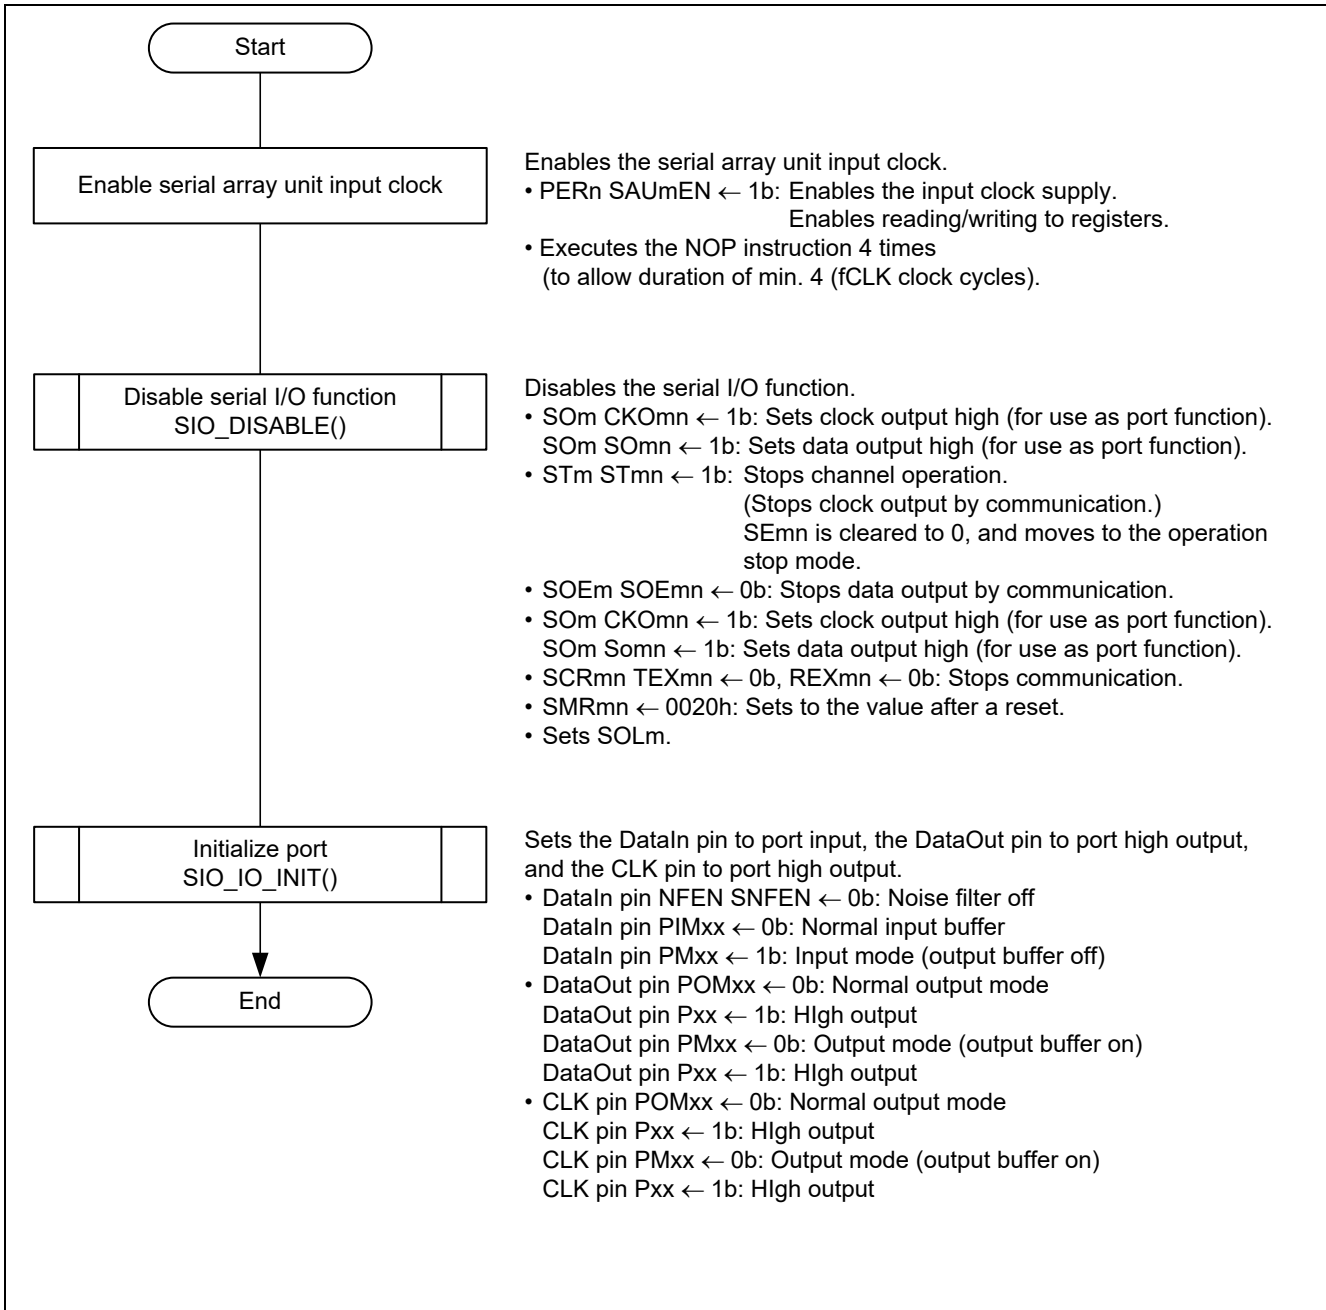 Start
Enable serial array unit input clock
Enables the serial array unit input clock.
• PERn SAUmEN ← 1b: Enables the input clock supply.
Enables reading/writing to registers.
• Executes the NOP instruction 4 times
(to allow duration of min. 4 (fCLK clock cycles).
Disable serial I/O function
SIO_DISABLE()
Disables the serial I/O function.
• SOm CKOmn ← 1b: Sets clock output high (for use as port function).
SOm SOmn ← 1b: Sets data output high (for use as port function).
• STm STmn ← 1b: Stops channel operation.
(Stops clock output by communication.)
SEmn is cleared to 0, and moves to the operation
stop mode.
• SOEm SOEmn ← 0b: Stops data output by communication.
• SOm CKOmn ← 1b: Sets clock output high (for use as port function).
SOm Somn ← 1b: Sets data output high (for use as port function).
• SCRmn TEXmn ← 0b, REXmn ← 0b: Stops communication.
• SMRmn ← 0020h: Sets to the value after a reset.
• Sets SOLm.
Initialize port
SIO_IO_INIT()
Sets the DataIn pin to port input, the DataOut pin to port high output,
and the CLK pin to port high output.
• DataIn pin NFEN SNFEN ← 0b: Noise filter off
DataIn pin PIMxx ← 0b: Normal input buffer
DataIn pin PMxx ← 1b: Input mode (output buffer off)
• DataOut pin POMxx ← 0b: Normal output mode
DataOut pin Pxx ← 1b: HIgh output
DataOut pin PMxx ← 0b: Output mode (output buffer on)
DataOut pin Pxx ← 1b: HIgh output
• CLK pin POMxx ← 0b: Normal output mode
CLK pin Pxx ← 1b: HIgh output
CLK pin PMxx ← 0b: Output mode (output buffer on)
CLK pin Pxx ← 1b: HIgh output
End